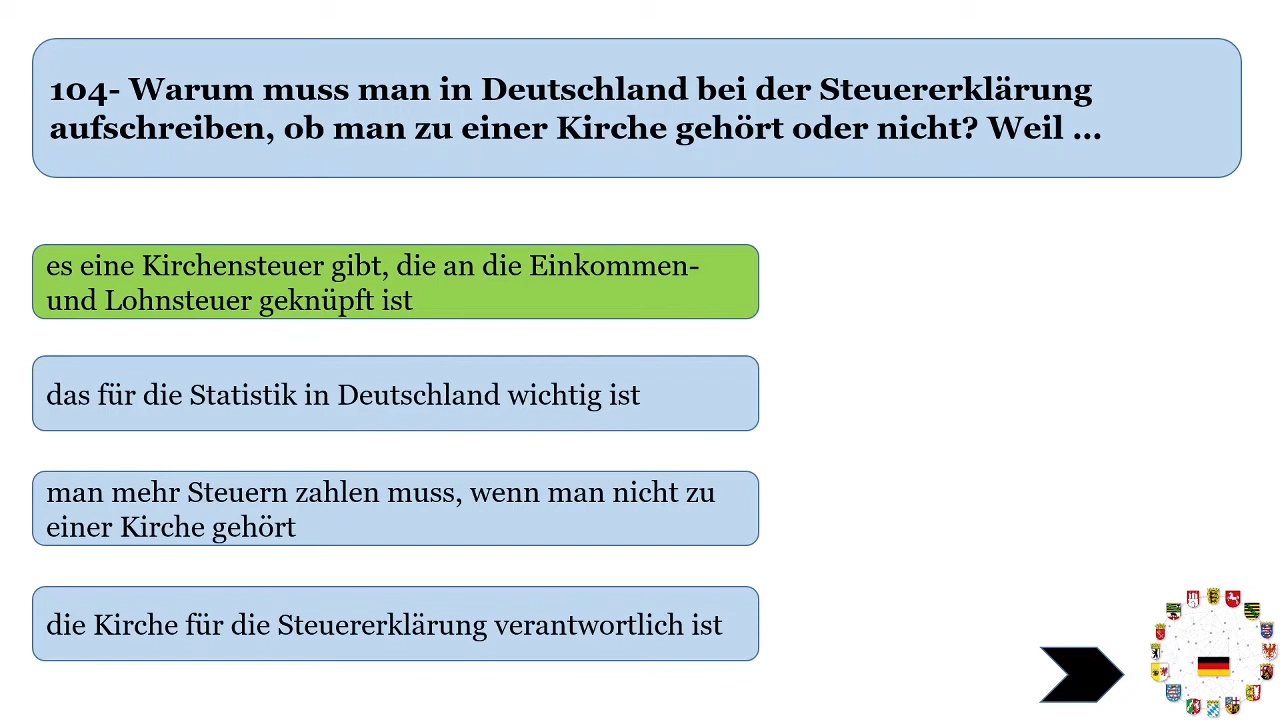 104- Warum muss man in Deutschland bei der Steuererklärung
aufschreiben, ob man zu einer Kirche gehört oder nicht? Weil …
es eine Kirchensteuer gibt, die an die Einkommen-
und Lohnsteuer geknüpft ist
das für die Statistik in Deutschland wichtig ist
man mehr Steuern zahlen muss, wenn man nicht zu
einer Kirche gehört
die Kirche für die Steuererklärung verantwortlich ist